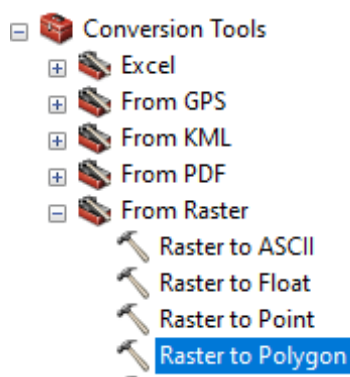 Conversion Tools
Excel
From GPS
From KML
From PDF
From Raster
Raster to ASCII
Raster to Float
Raster to Point
Raster to Polygon